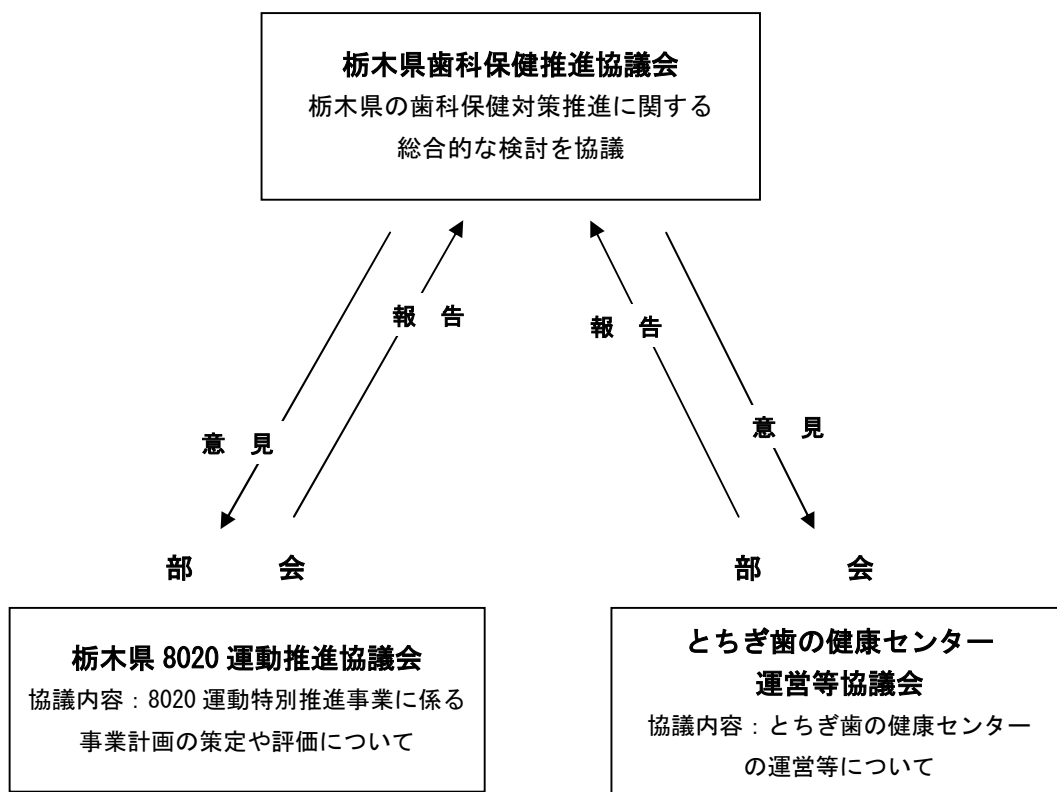 栃木県歯科保健推進協議会
栃木県の歯科保健対策推進に関する
総合的な検討を協議
報　告
報　告
意　見
意　見
部　　会
部　　会
栃木県 8020 運動推進協議会
協議内容：8020 運動特別推進事業に係る
事業計画の策定や評価について
とちぎ歯の健康センター
運営等協議会
協議内容：とちぎ歯の健康センター
の運営等について